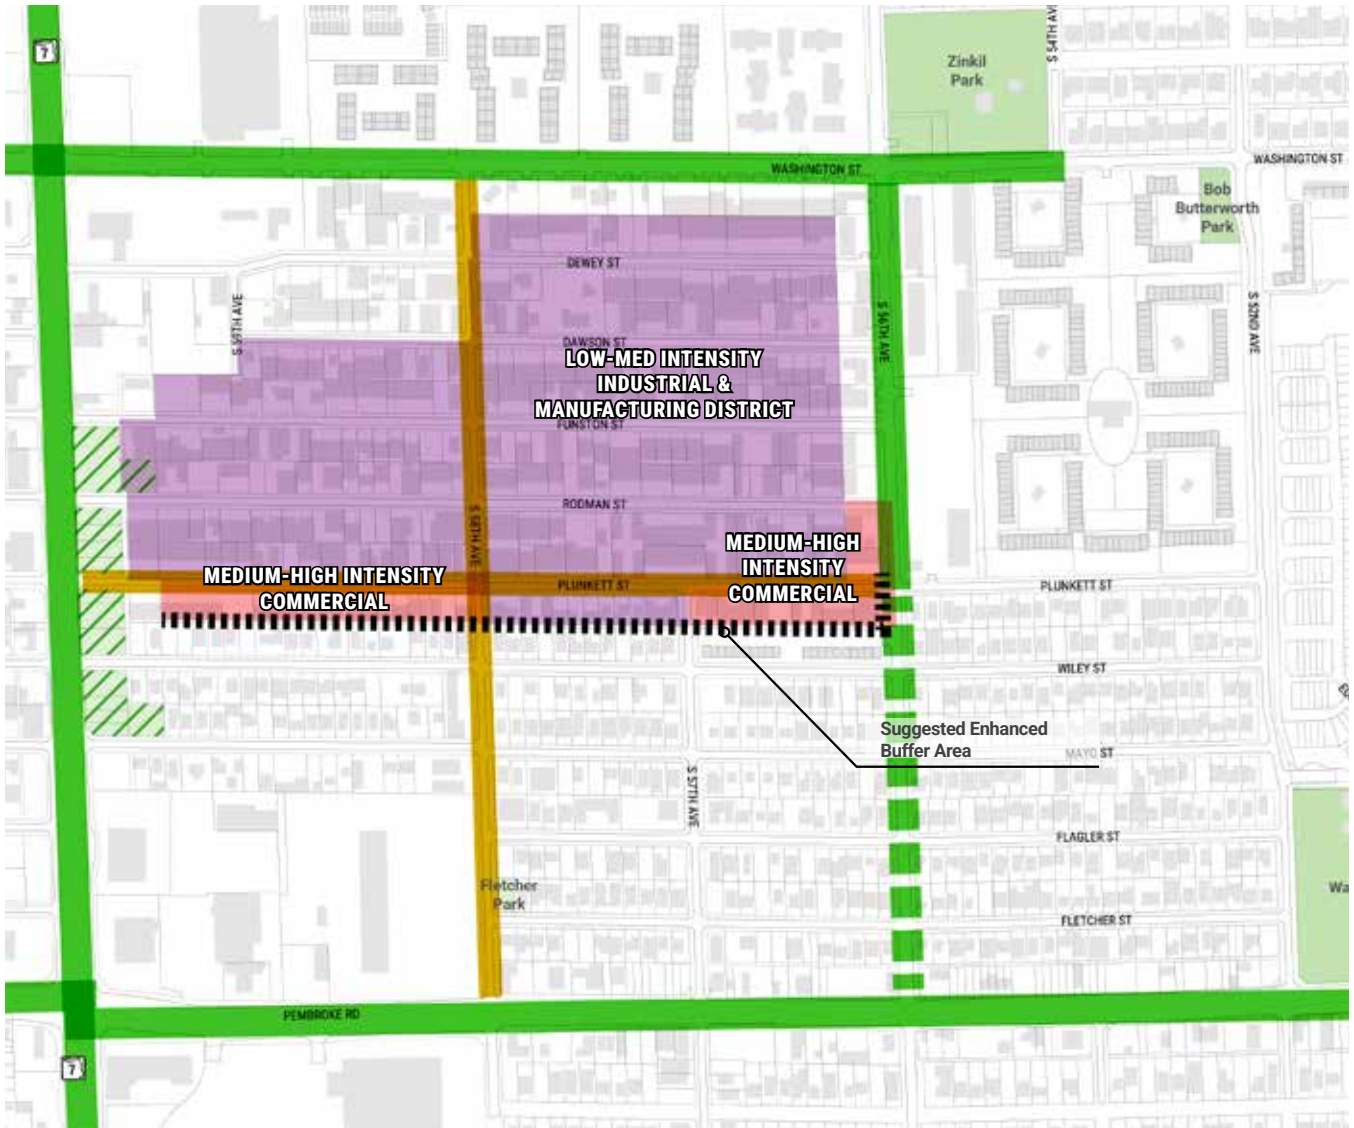 7
S 54TH AV
Zinkil
Park
WASHINGTON ST
WASHINGTON ST
Bob
Butterworth
Park
DEWEY ST
S 59TH AVE
S 56TH AVE
S 52ND AVE
DAWSON ST
LOW-MED INTENSITY
INDUSTRIAL &
MANUFACTURING DISTRICT
FUNSTON ST
RODMAN ST
S 58TH AVE
MEDIUM-HIGH
INTENSITY
COMMERCIAL
MEDIUM-HIGH INTENSITY
COMMERCIAL
PLUNKETT ST
PLUNKETT ST
WILEY ST
Suggested Enhanced
Buffer Area
MAYO ST
S 57TH AVE
FLAGLER ST
Fletcher
Park
Wa
FLETCHER ST
PEMBROKE RD
7